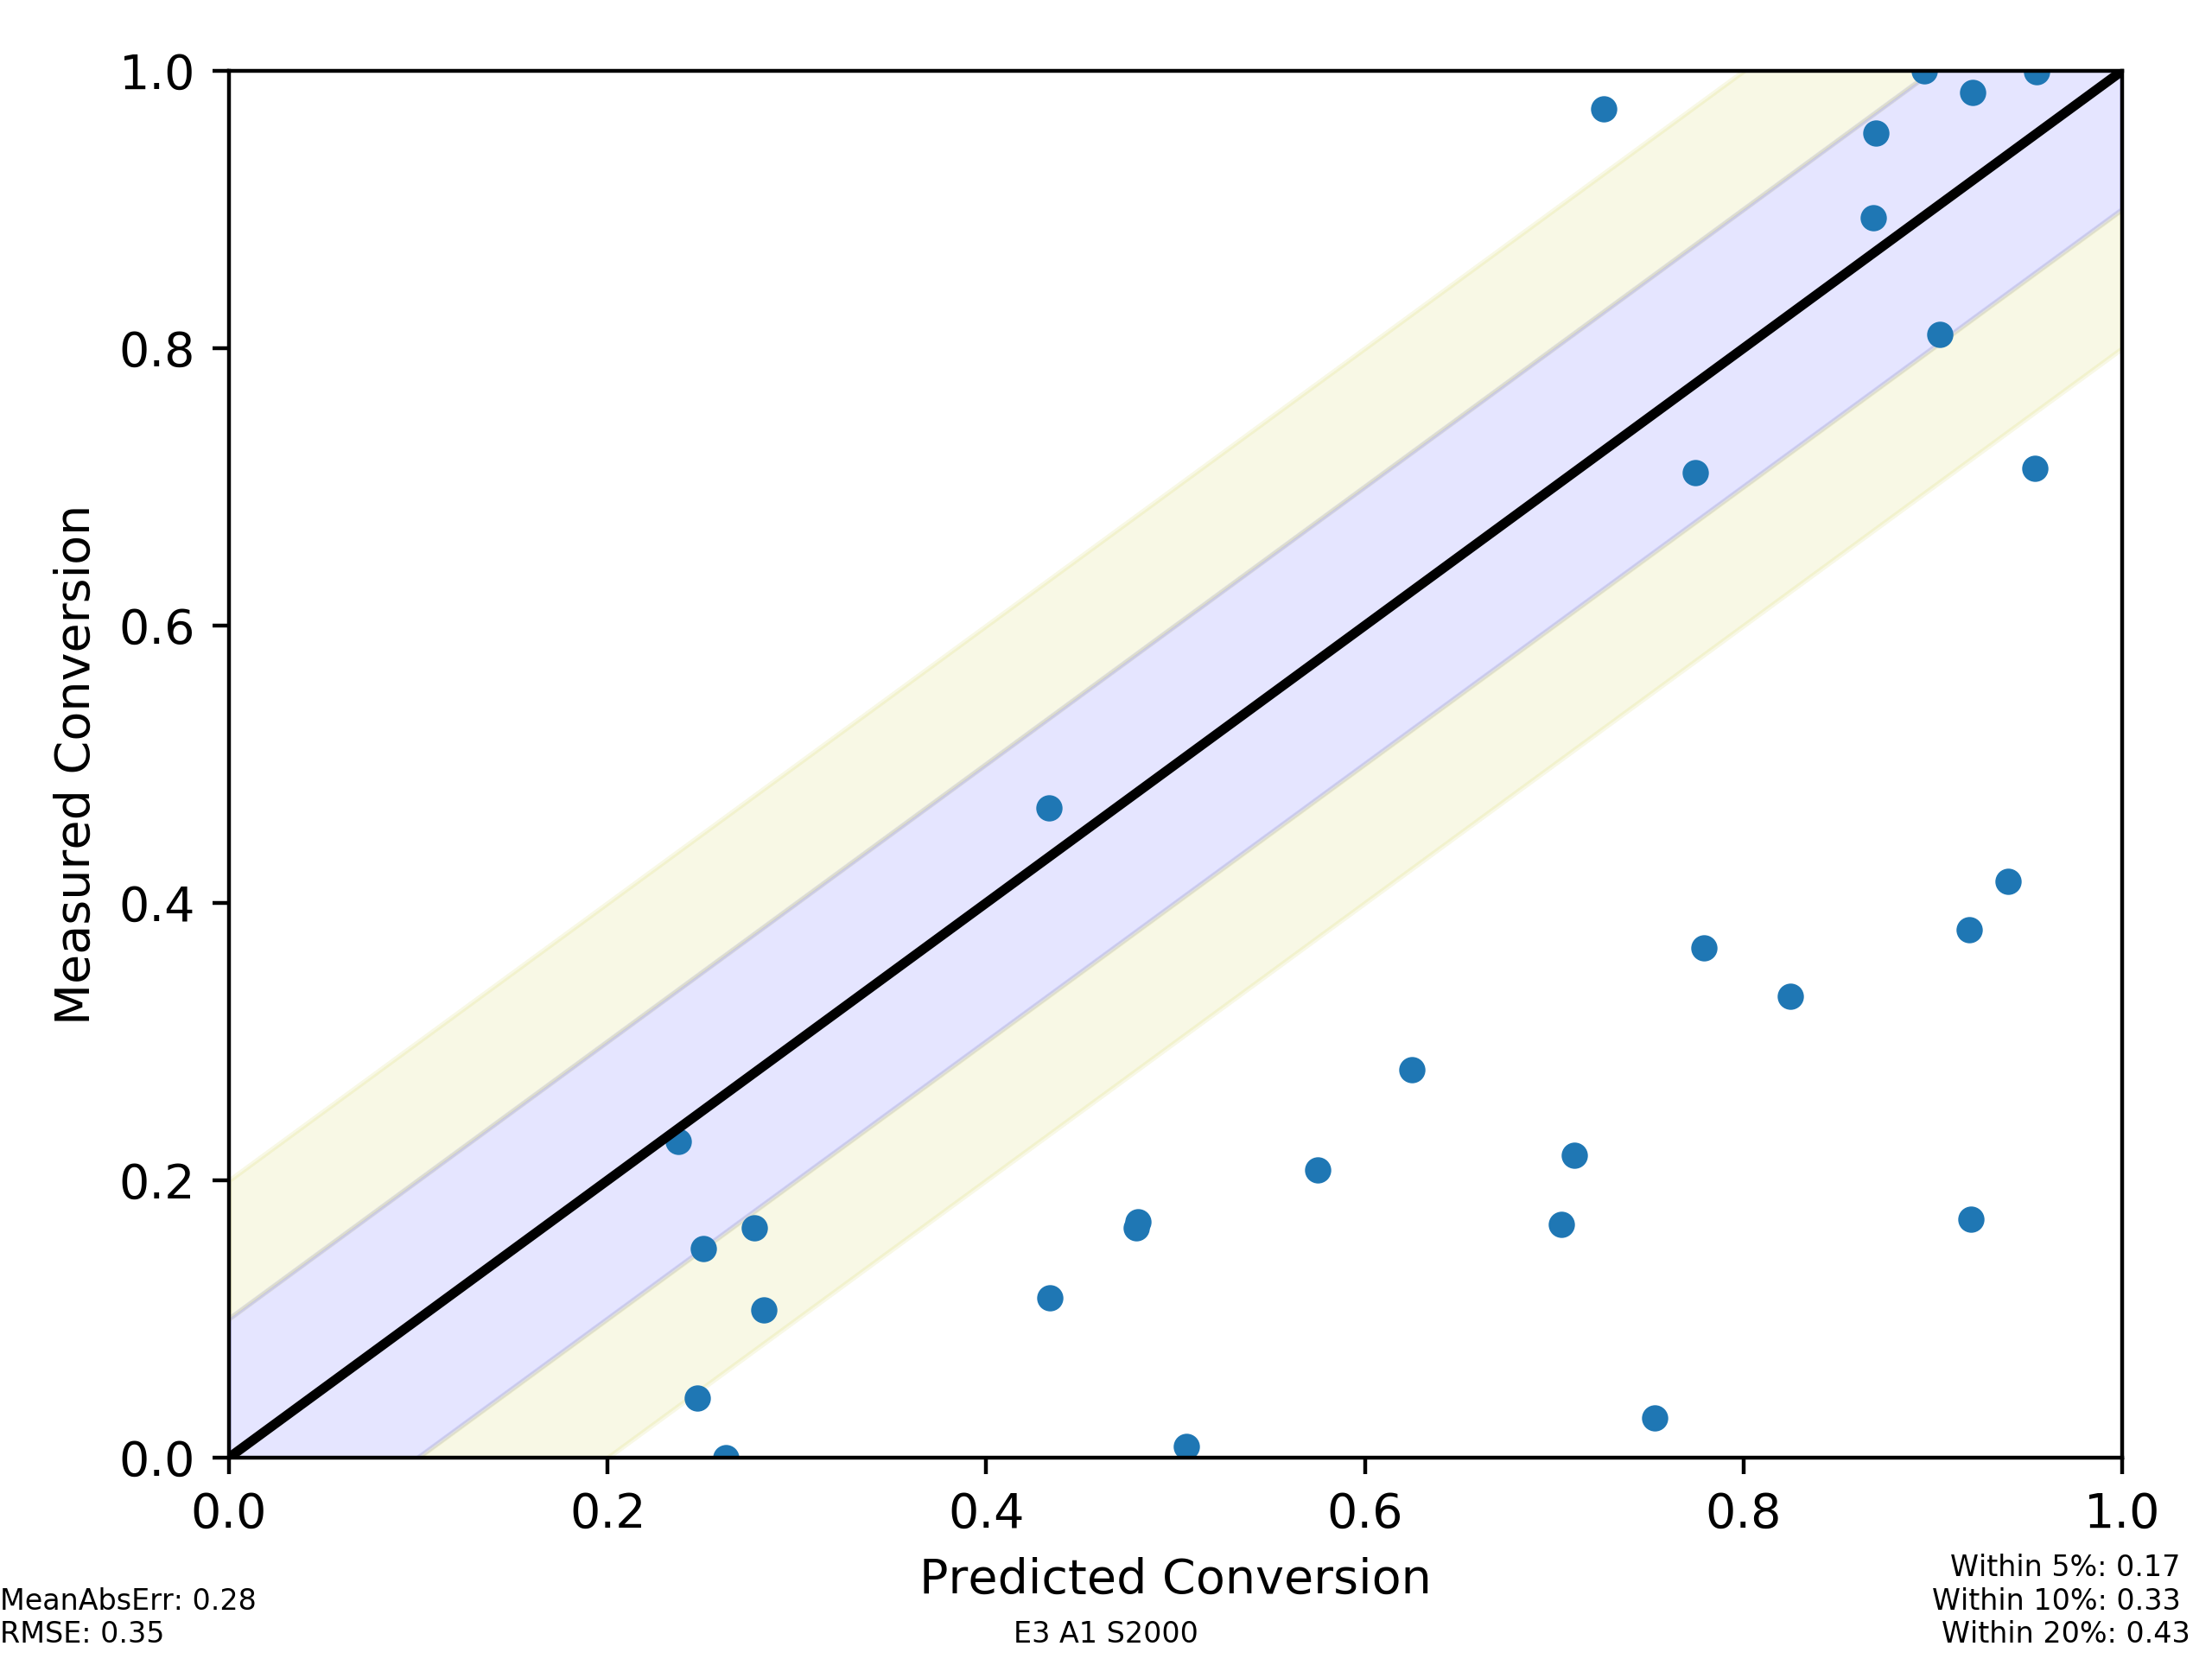 1.0
0.8
0.6
0.4
0.2
0.0
Measured Conversion
0.0 0.2 0.4 0.6 0.8 1.0
Predicted Conversion
Within 5%: 0.17
MeanAbsErr: 0.28
Within 10%: 0.33
RMSE: 0.35
E3 A1 S2000
Within 20%: 0.43